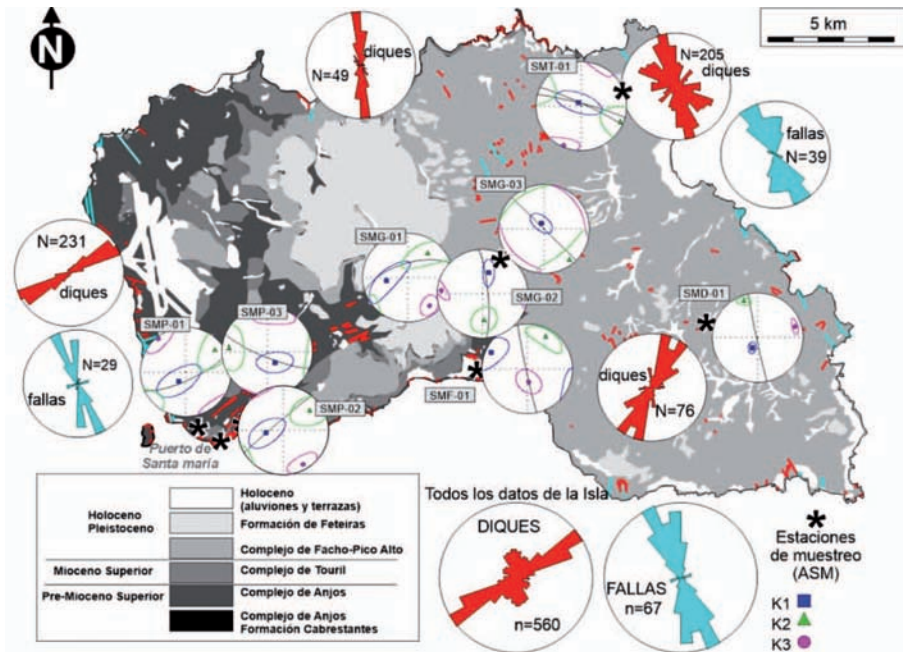 N
5 km
diques
N=49
SMT-01
N=205
diques
fallas
N=39
SMG-03
SMG-01
N=231
diques
SMG-02
SMD-01
SMP-01
SMP-03
N=29
fallas
diques
N=76
SMF-01
SMP-02
Puerto de
Santa maría
Holoceno
(aluviones y terrazas)
Holoceno
Pleistoceno
Formación de Feteiras
Complejo de Facho-Pico Alto
Mioceno Superior
Complejo de Touril
Pre-Mioceno Superior
Complejo de Anjos
Complejo de Anjos
Formación Cabrestantes
Todos los datos de la Isla
DIQUES
n=560
FALLAS
n=67
*
Estaciones
de muestreo
(ASM)
K1
K2
K3